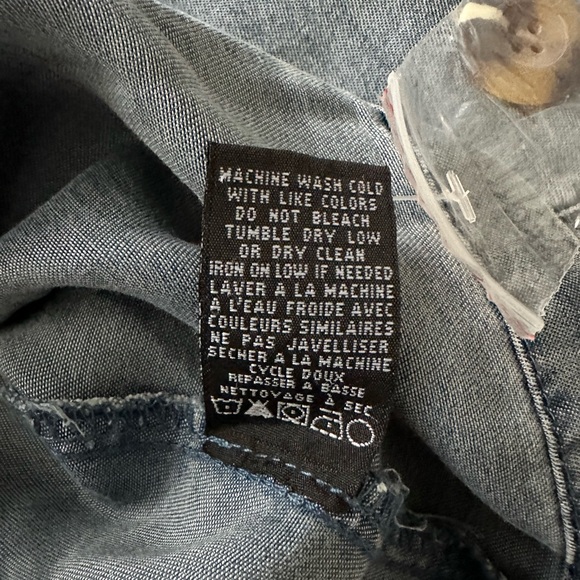 MACHINE WASH COLD
WITH LIKE COLORS
DO NOT BLEACH
TUMBLE DRY LOW
OR DRY CLEAN
IRON ON LOW IF NEEDED
LAVER A LA MACHINE
A L'EAU FROIDE AVEC
COULEURS SIMILAIRES
NE PAS JAVELLISER
SECHER A LA MACHINE
CYCLE DOUX
REPASSER A BASSE
NETTOYAGE A SEC